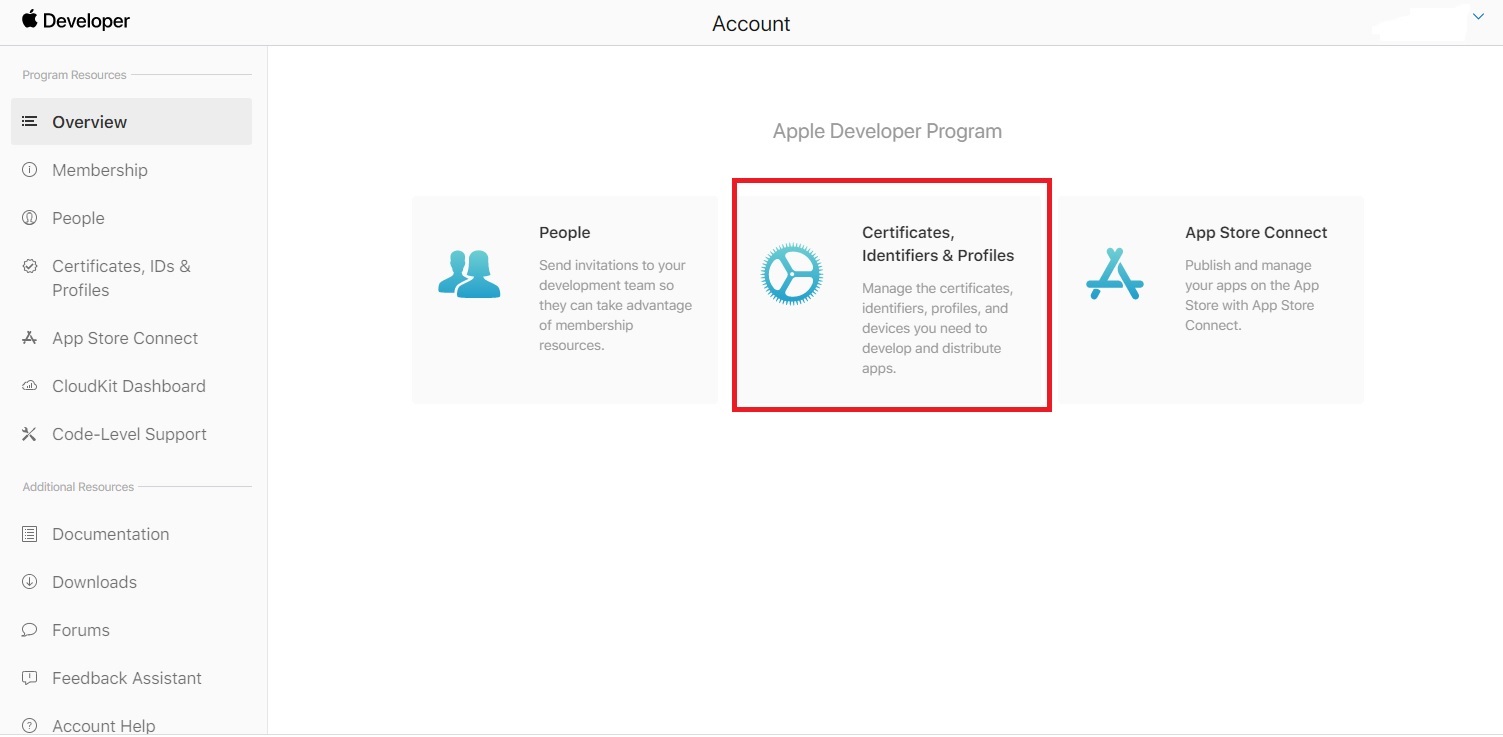 Developer
Account
Program Resources
Overview
Membership
People
Certificates, IDs &
Profiles
App Store Connect
CloudKit Dashboard
Code-Level Support
Additional Resources
Documentation
Downloads
Forums
Feedback Assistant
Account Help
Apple Developer Program
People
Send invitations to your
development team so
they can take advantage
of membership
resources.
Certificates,
Identifiers & Profiles
Manage the certificates,
identifiers, profiles, and
devices you need to
develop and distribute
apps.
App Store Connect
Publish and manage
your apps on the App
Store with App Store
Connect.